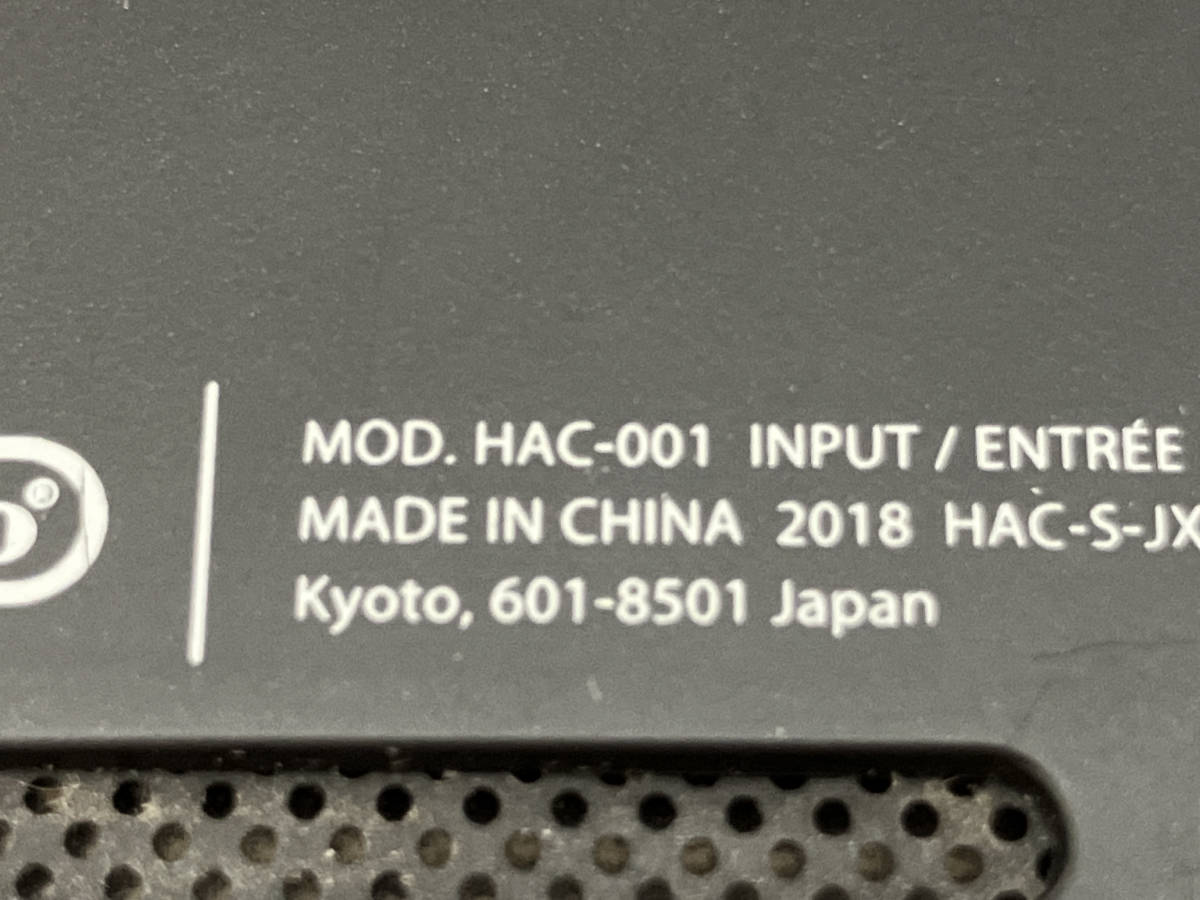 MOD. HAC-001 INPUT / ENTRÉE
MADE IN CHINA 2018 HAC-S-JX
Kyoto, 601-8501 Japan
o®